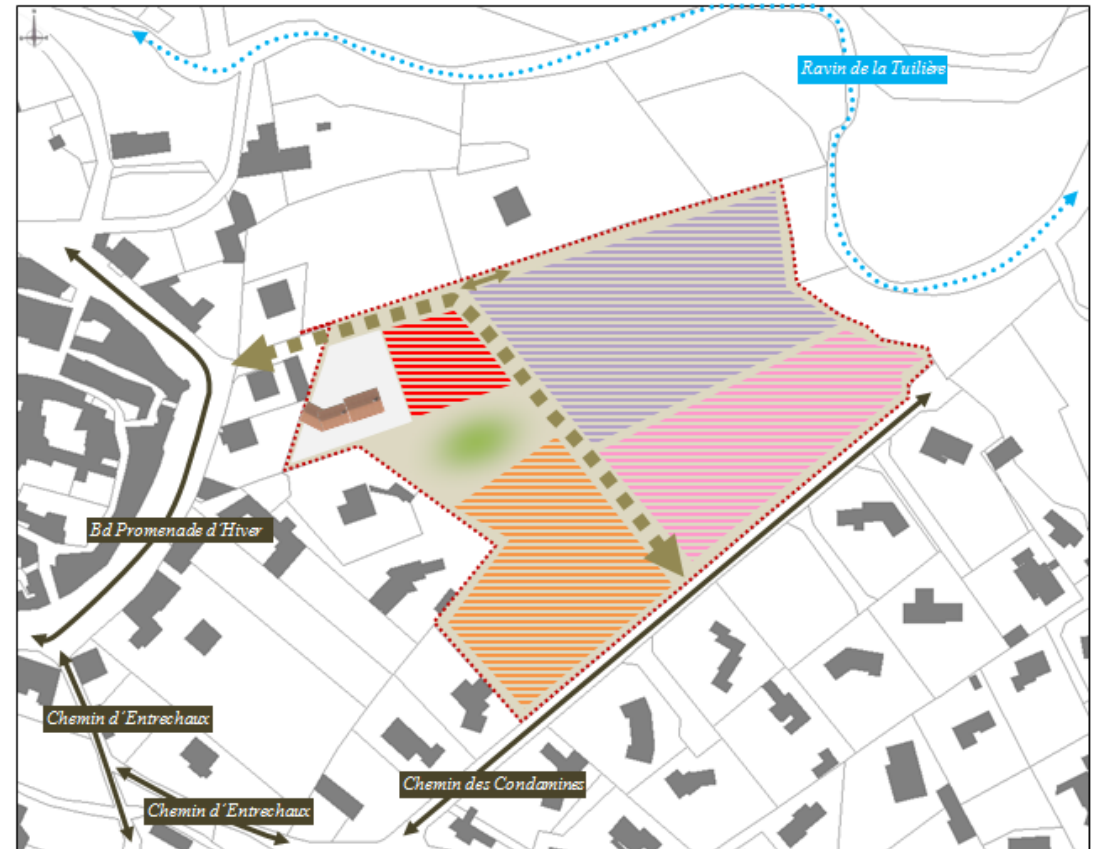 Ravin de la Tuilière
Bd Promenade d'Hiver
Chemin d'Entrechaux
Chemin des Condamines
Chemin d'Entrechaux